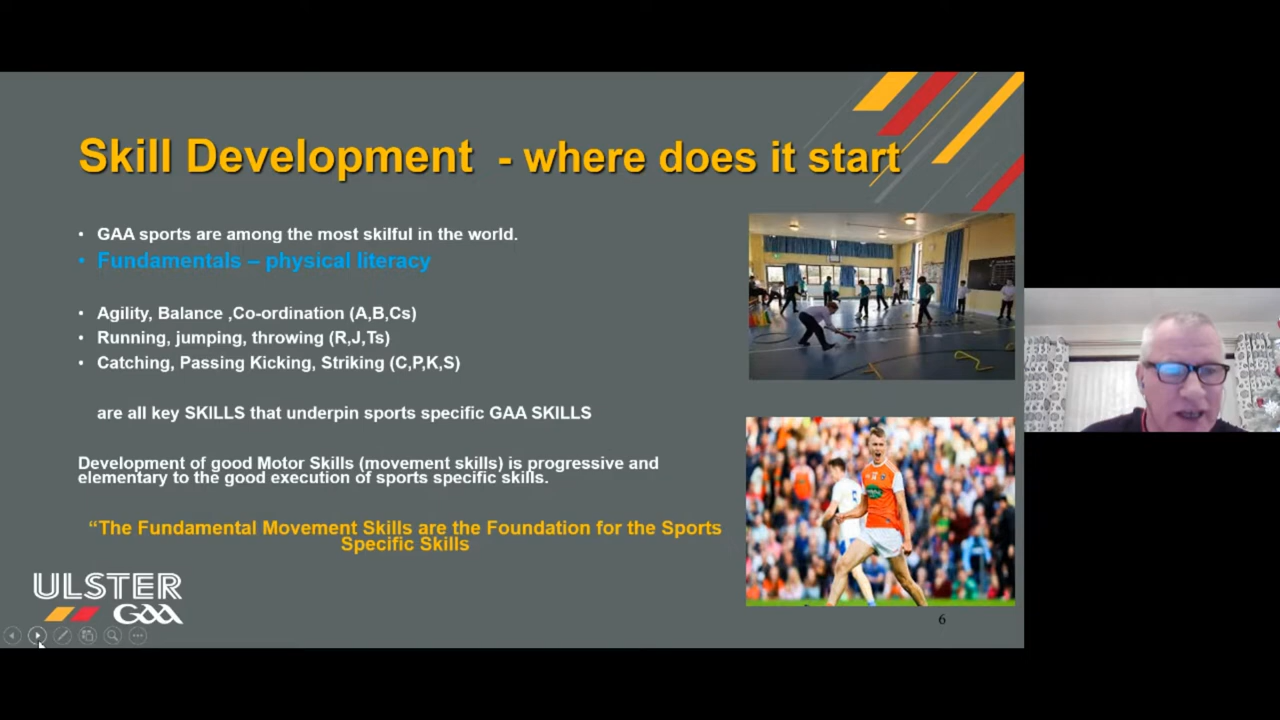 Skill Development - where does it start
• GAA sports are among the most skilful in the world.
• Fundamentals – physical literacy
• Agility, Balance ,Co-ordination (A,B,Cs)
• Running, jumping, throwing (R,J,Ts)
• Catching, Passing Kicking, Striking (C,P,K,S)
are all key SKILLS that underpin sports specific GAA SKILLS
Development of good Motor Skills (movement skills) is progressive and
elementary to the good execution of sports specific skills.
“The Fundamental Movement Skills are the Foundation for the Sports
Specific Skills
ULSTER
GAA
6